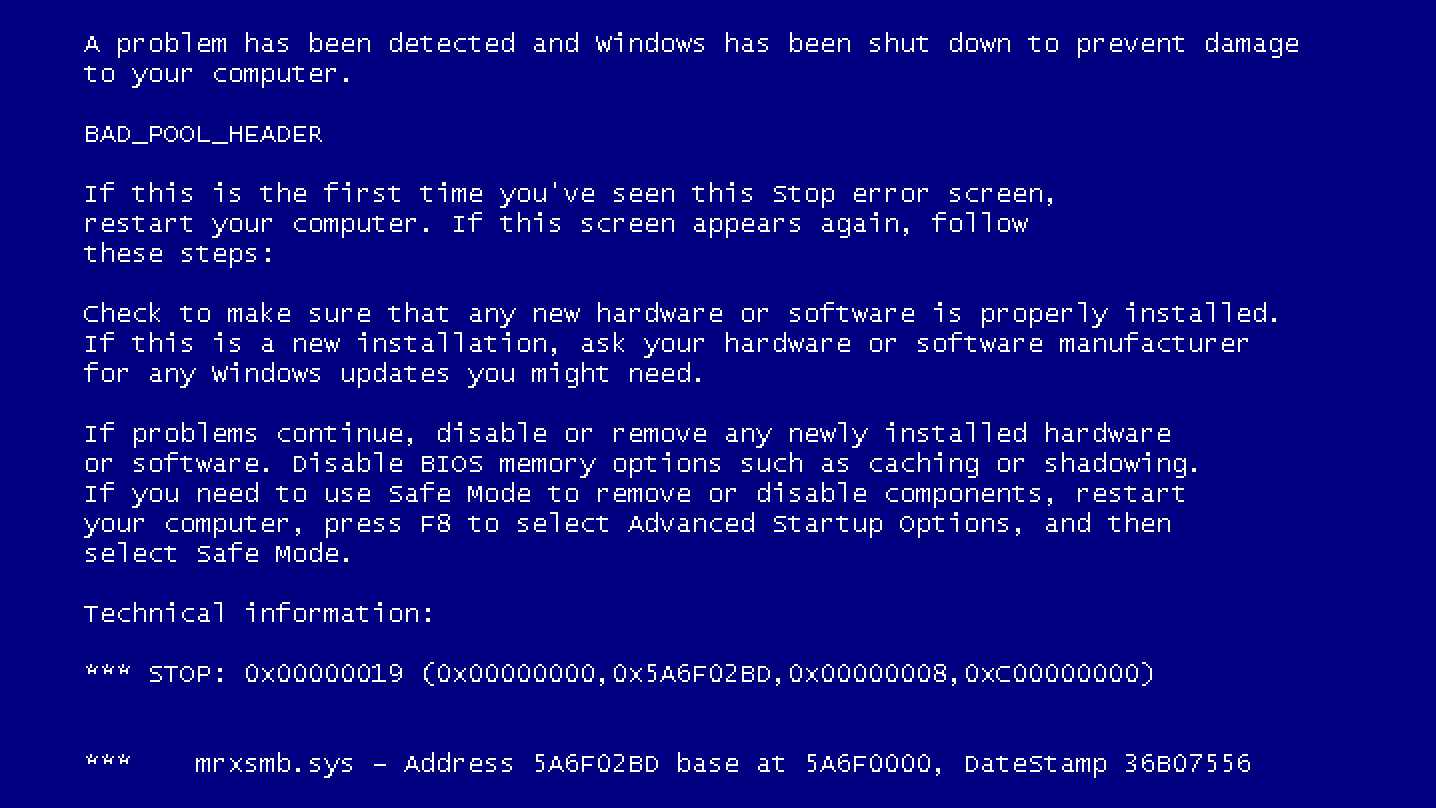 A problem has been detected and Windows has been shut down to prevent damage
to your computer.
BAD_POOL_HEADER
If this is the first time you've seen this Stop error screen,
restart your computer. If this screen appears again, follow
these steps:
Check to make sure that any new hardware or software is properly installed.
If this is a new installation, ask your hardware or software manufacturer
for any Windows updates you might need.
If problems continue, disable or remove any newly installed hardware
or software. Disable BIOS memory options such as caching or shadowing.
If you need to use Safe Mode to remove or disable components, restart
your computer, press F8 to select Advanced Startup Options, and then
select Safe Mode.
Technical information:
*** STOP: 0x00000019 (0x00000000,0x5A6F02BD,0x00000008,0xC0000000)
***    mrxsmb.sys – Address 5A6F02BD base at 5A6F0000, DateStamp 36B07556